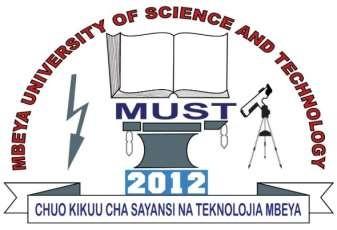 MBEYA UNIVERSITY OF SCIENCE AND TECHNOLOGY
MUST
2012
CHUO KIKUU CHA SAYANSI NA TEKNOLOJIA MBEYA